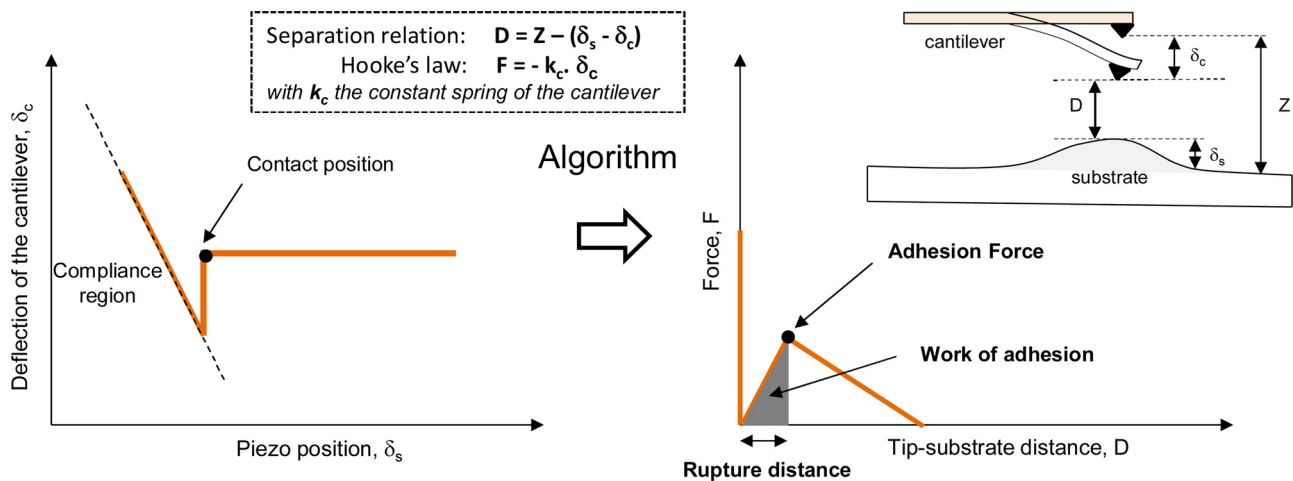 Separation relation: D = Z – (δs - δc)
Hooke's law: F = - kc. δc
with kc the constant spring of the cantilever
Deflection of the cantilever, δc
Contact position
Compliance
region
Piezo position, δs
Algorithm
cantilever
δc
D
Z
δs
substrate
Force, F
Adhesion Force
Work of adhesion
Tip-substrate distance, D
Rupture distance